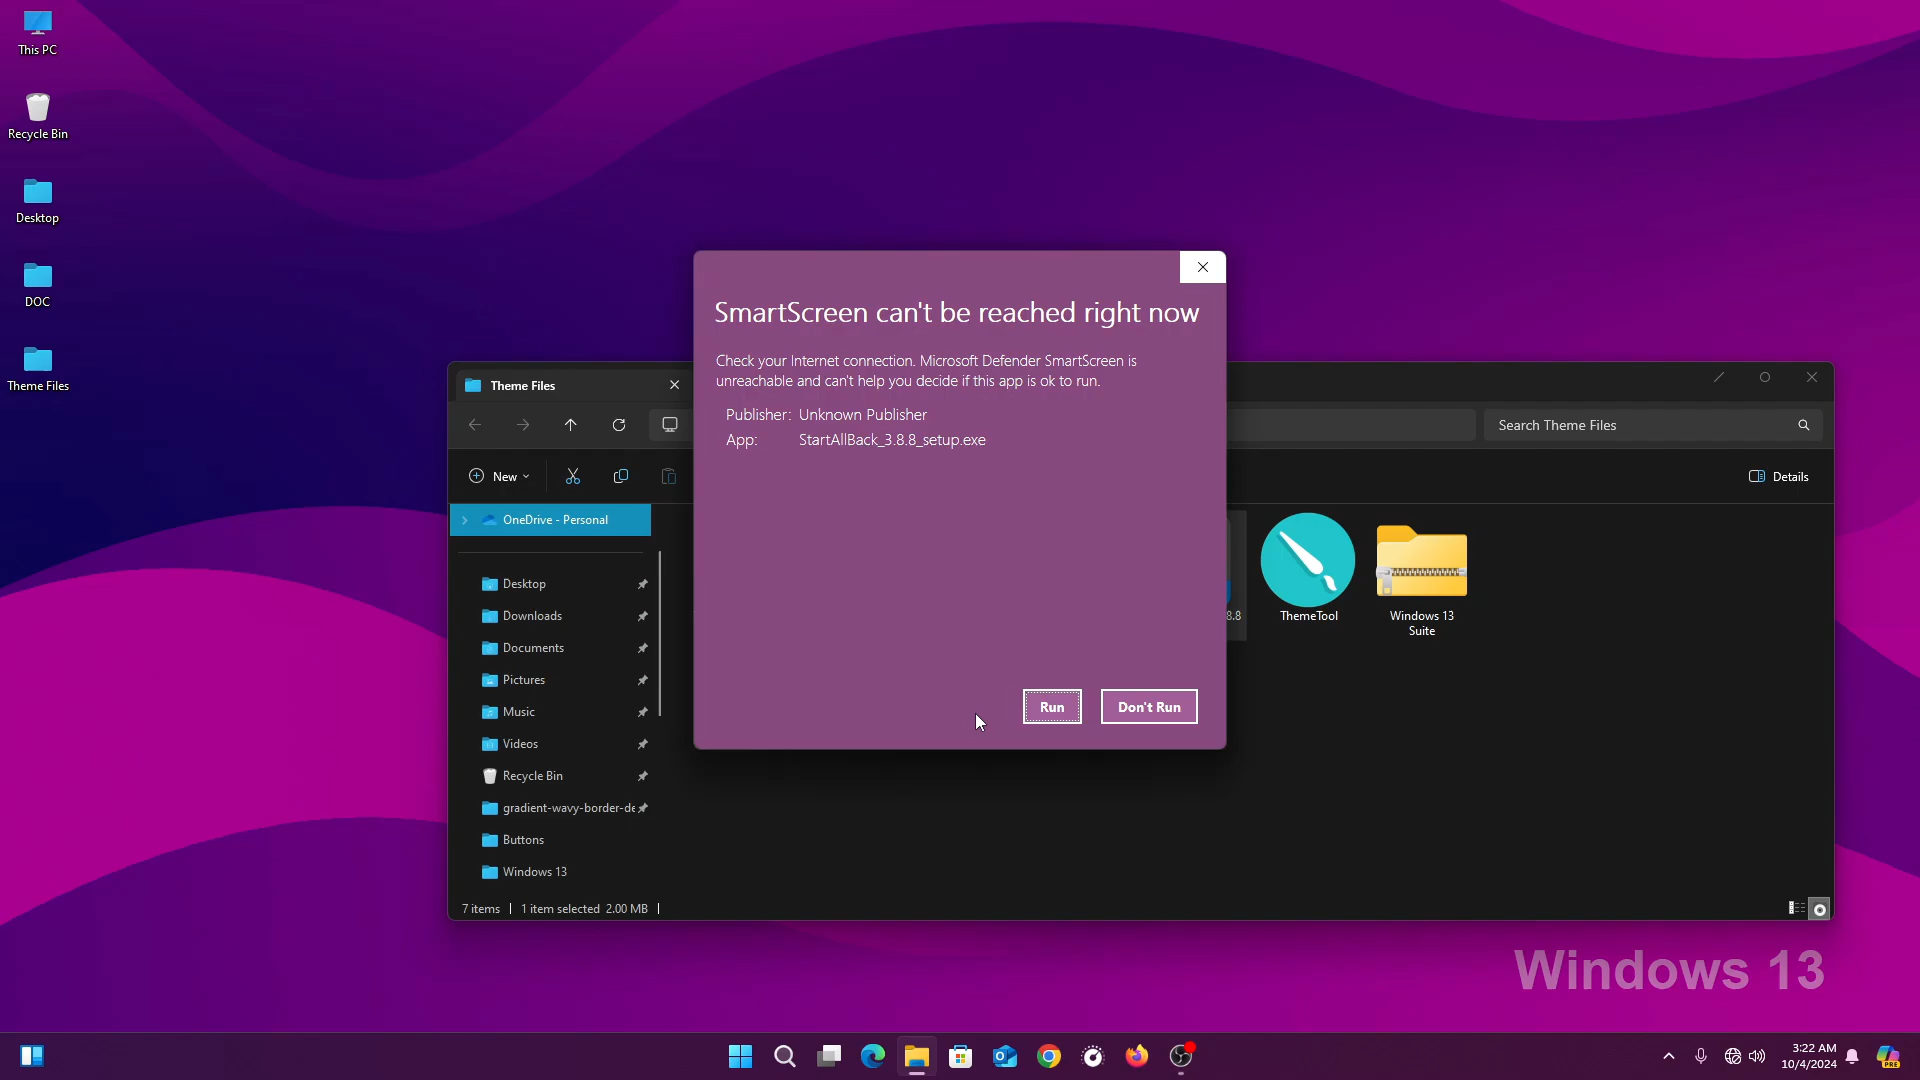 This PC
Recycle Bin
Desktop
DOC
Theme Files
SmartScreen can't be reached right now
Check your Internet connection. Microsoft Defender SmartScreen is
unreachable and can't help you decide if this app is ok to run.
Publisher: Unknown Publisher
App: StartAllBack_3.8.8_setup.exe
Run
Don't Run
Theme Files
Search Theme Files
New
Details
OneDrive - Personal
Desktop
Downloads
Documents
Pictures
Music
Videos
Recycle Bin
gradient-wavy-border-de
Buttons
Windows 13
8.8
ThemeTool
Windows 13
Suite
7 items
1 item selected 2.00 MB
Windows 13
3:22 AM
10/4/2024
PRE